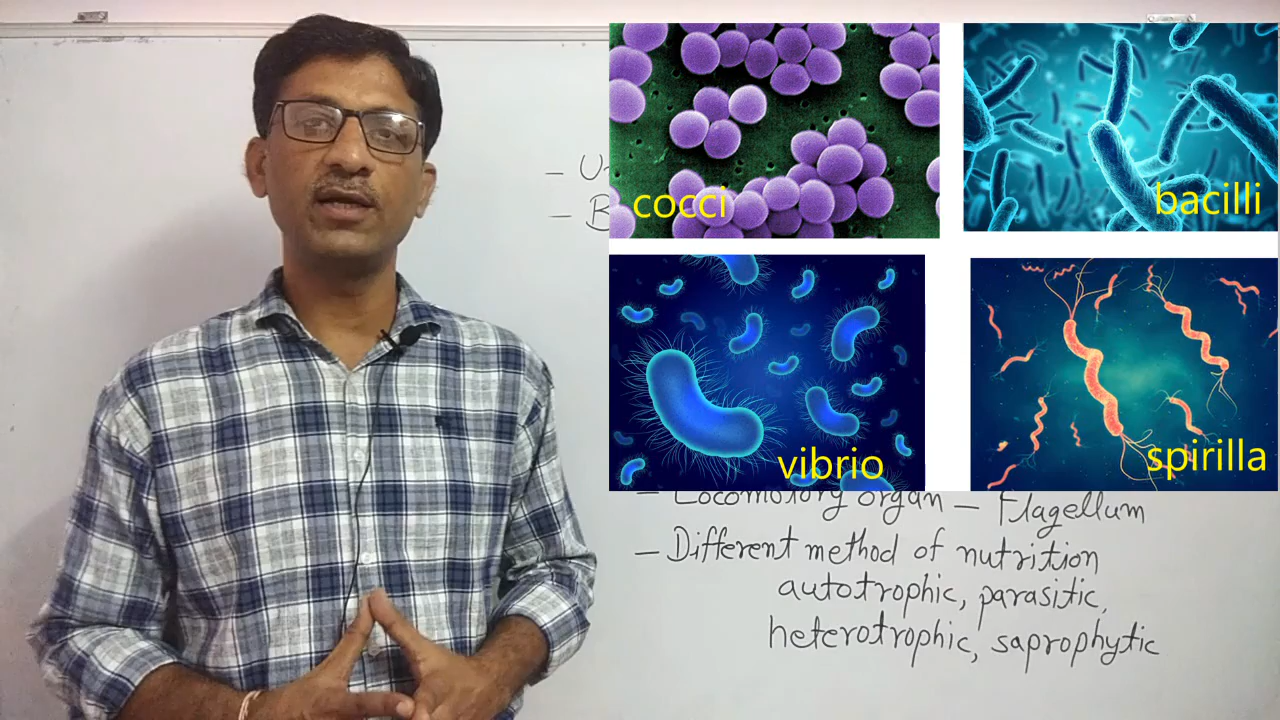 cocci
bacilli
vibrio
spirilla
– Locomotory organ – Flagellum
– Different method of nutrition
autotrophic, parasitic,
heterotrophic, saprophytic